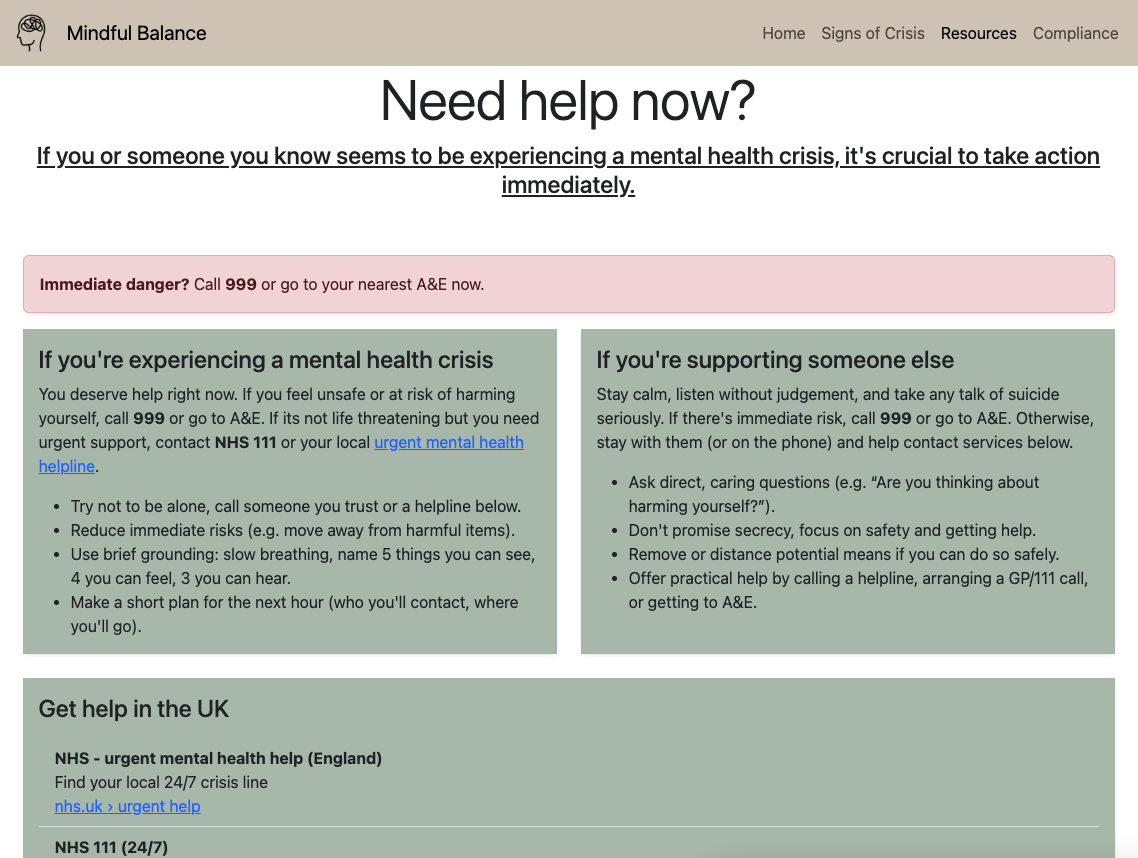 Mindful Balance
Home Signs of Crisis Resources Compliance
Need help now?
If you or someone you know seems to be experiencing a mental health crisis, it's crucial to take action
immediately.
Immediate danger? Call 999 or go to your nearest A&E now.
If you're experiencing a mental health crisis
You deserve help right now. If you feel unsafe or at risk of harming
yourself, call 999 or go to A&E. If its not life threatening but you need
urgent support, contact NHS 111 or your local urgent mental health
helpline.
• Try not to be alone, call someone you trust or a helpline below.
• Reduce immediate risks (e.g. move away from harmful items).
• Use brief grounding: slow breathing, name 5 things you can see,
4 you can feel, 3 you can hear.
• Make a short plan for the next hour (who you'll contact, where
you'll go).
If you're supporting someone else
Stay calm, listen without judgement, and take any talk of suicide
seriously. If there's immediate risk, call 999 or go to A&E. Otherwise,
stay with them (or on the phone) and help contact services below.
• Ask direct, caring questions (e.g. “Are you thinking about
harming yourself?”).
• Don't promise secrecy, focus on safety and getting help.
• Remove or distance potential means if you can do so safely.
• Offer practical help by calling a helpline, arranging a GP/111 call,
or getting to A&E.
Get help in the UK
NHS - urgent mental health help (England)
Find your local 24/7 crisis line
nhs.uk › urgent help
NHS 111 (24/7)